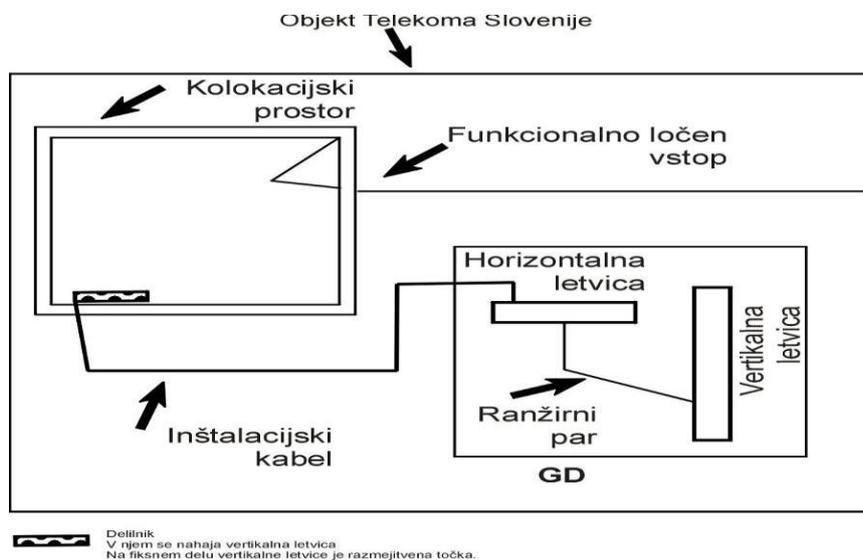 Objekt Telekoma Slovenije
Kolokacijski
prostor
Funkcionalno ločen
vstop
Horizontalna
letvica
Vertikalna
letvica
Ranžirni
par
Inštalacijski
kabel
GD
Delilnik
V njem se nahaja vertikalna letvica
Na fiksnem delu vertikalne letvice je razmejitvena točka.